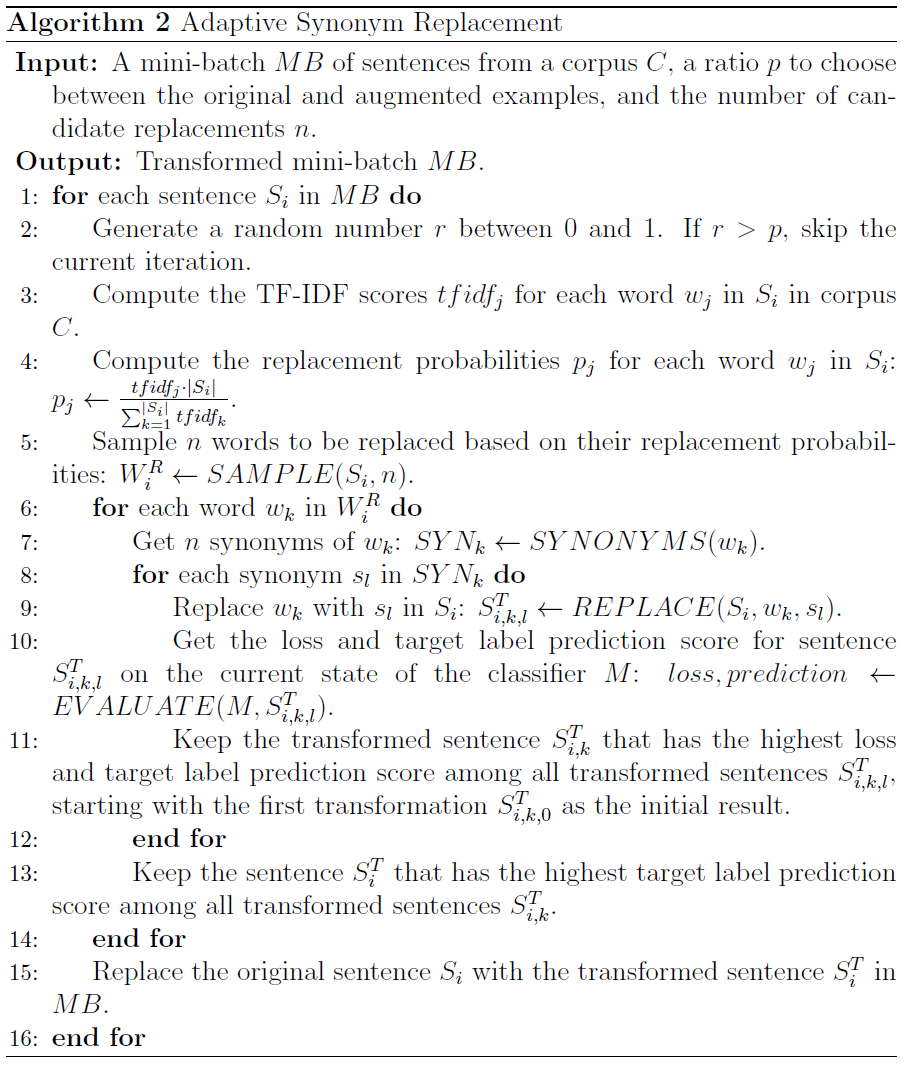 Algorithm 2 Adaptive Synonym Replacement
Input: A mini-batch MB of sentences from a corpus C, a ratio p to choose
between the original and augmented examples, and the number of can-
didate replacements n.
Output: Transformed mini-batch MB.
1: for each sentence S_i in MB do
2: Generate a random number r between 0 and 1. If r > p, skip the
current iteration.
3: Compute the TF-IDF scores tfidf_j for each word w_j in S_i in corpus
C.
4: Compute the replacement probabilities p_j for each word w_j in S_i:
p_j ← \frac{tfidf_j·|S_i|}{\sum_{k=1}^{|S_i|} tfidf_k}.
5: Sample n words to be replaced based on their replacement probabil-
ities: W_i^R ← SAMPLE(S_i, n).
6: for each word w_k in W_i^R do
7: Get n synonyms of w_k: SYN_k ← SYNONYMS(w_k).
8: for each synonym s_l in SYN_k do
9: Replace w_k with s_l in S_i: S_{i,k,l}^T ← REPLACE(S_i, w_k, s_l).
10: Get the loss and target label prediction score for sentence
S_{i,k,l}^T on the current state of the classifier M: loss, prediction ←
EVALUATE(M, S_{i,k,l}^T).
11: Keep the transformed sentence S_{i,k}^T that has the highest loss
and target label prediction score among all transformed sentences S_{i,k,l}^T,
starting with the first transformation S_{i,k,0}^T as the initial result.
12: end for
13: Keep the sentence S_i^T that has the highest target label prediction
score among all transformed sentences S_{i,k}^T.
14: end for
15: Replace the original sentence S_i with the transformed sentence S_i^T in
MB.
16: end for